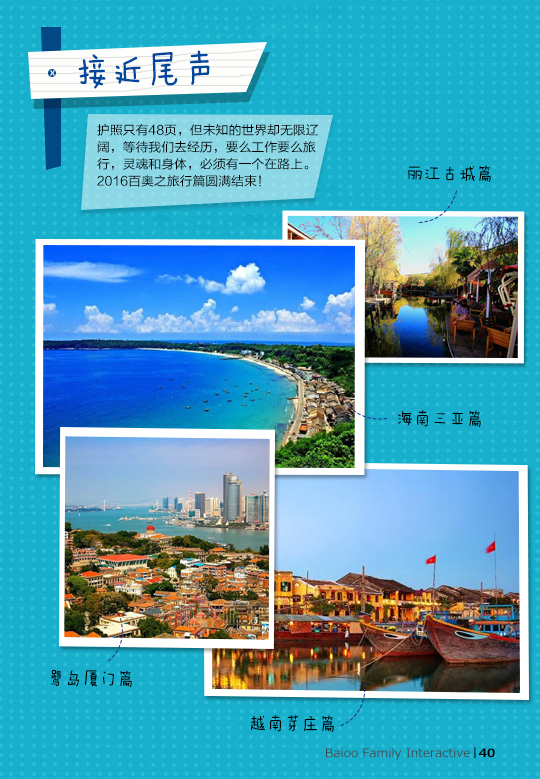 接近尾声
护照只有48页，但未知的世界却无限辽
阔，等待我们去经历，要么工作要么旅
行，灵魂和身体，必须有一个在路上。
2016百奥之旅行篇圆满结束！
丽江古城篇
海南三亚篇
鹭岛厦门篇
越南芽庄篇
Baioo Family Interactive | 40